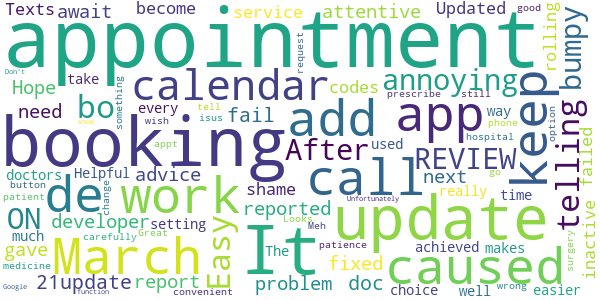 Texts await become service attentive Updated good
appointment
rolling
bumpy
Don't
Hope take calendar request codes annoying
need bo something every wish tell isus fail add
prescribe still way phone
used
hospital
option
booking After app keep telling
doctors
button
patient
Helpful change
advice
appt
know
call REVIEW next go time
surgery
inactive
failed
de work shame Unfortunately really
ON
much
developer carefully Great setting
reported Looks Meh
update
achieved makes
gave
medicine
March Easy It The patience
fixed caused
21update report problem doc choice well wrong easier
Google function convenient